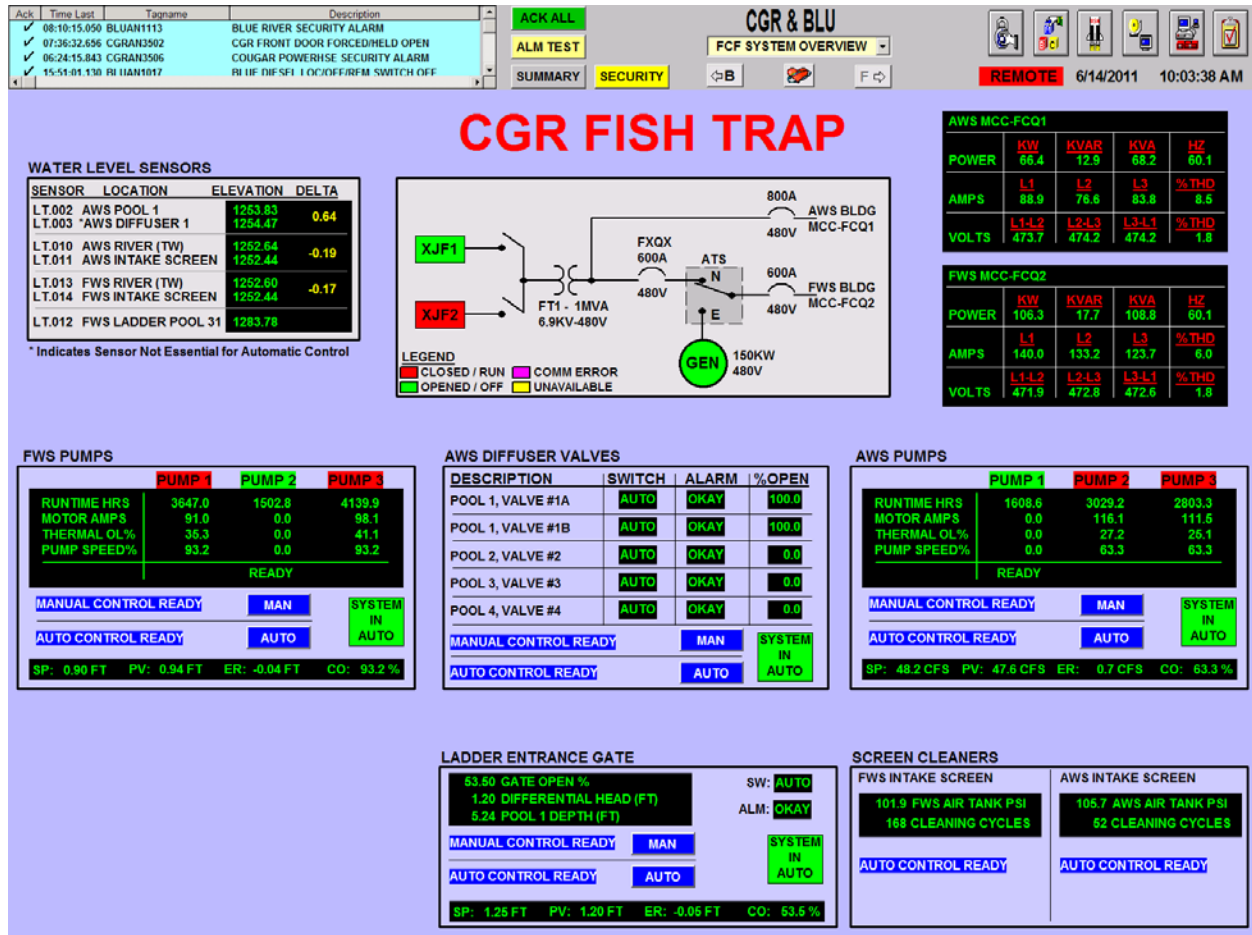 Ack Time Last Tagname Description
08:10:15.050 BLUAN1113 BLUE RIVER SECURITY ALARM
07:36:32.656 CGRAN3502 CGR FRONT DOOR FORCED/HELD OPEN
06:24:15.843 CGRAN3503 COUGAR POWERHSE SECURITY ALARM
15:51:01.130 BLUAN1017 BLUE DIESEL LOC/OFF/REM SWITCH OFF
ACK ALL
ALM TEST
SUMMARY SECURITY
CGR & BLU
FCF SYSTEM OVERVIEW
B F
REMOTE 6/14/2011 10:03:38 AM
CGR FISH TRAP
WATER LEVEL SENSORS
SENSOR LOCATION ELEVATION DELTA
LT.002 AWS POOL 1 1253.83
LT.003 *AWS DIFFUSER 1 1254.47
0.64
LT.010 AWS RIVER (TW) 1252.64
LT.011 AWS INTAKE SCREEN 1252.44
-0.19
LT.013 FWS RIVER (TW) 1252.60
LT.014 FWS INTAKE SCREEN 1252.44
-0.17
LT.012 FWS LADDER POOL 31 1283.78
* Indicates Sensor Not Essential for Automatic Control
XJF1
XJF2
FT1 - 1MVA
6.9KV-480V
FXQX
600A
480V
ATS
N
E
GEN
150KW
480V
800A
480V
AWS BLDG
MCC-FCQ1
600A
480V
FWS BLDG
MCC-FCQ2
LEGEND
CLOSED / RUN COMM ERROR
OPENED / OFF UNAVAILABLE
AWS MCC-FCQ1
KW KVAR KVA HZ
POWER 66.4 12.9 68.2 60.1
L1 L2 L3 %THD
AMPS 88.9 76.6 83.8 8.5
L1-L2 L2-L3 L3-L1 %THD
VOLTS 473.7 474.2 474.2 1.8
FWS MCC-FCQ2
KW KVAR KVA HZ
POWER 106.3 17.7 108.8 60.1
L1 L2 L3 %THD
AMPS 140.0 133.2 123.7 6.0
L1-L2 L2-L3 L3-L1 %THD
VOLTS 471.9 472.8 472.6 1.8
FWS PUMPS
PUMP 1 PUMP 2 PUMP 3
RUNTIME HRS 3647.0 1502.8 4139.9
MOTOR AMPS 91.0 0.0 98.1
THERMAL OL% 35.3 0.0 41.1
PUMP SPEED% 93.2 0.0 93.2
READY
MANUAL CONTROL READY MAN
AUTO CONTROL READY AUTO
SYSTEM
IN
AUTO
SP: 0.90 FT PV: 0.94 FT ER: -0.04 FT CO: 93.2 %
AWS DIFFUSER VALVES
DESCRIPTION SWITCH ALARM %OPEN
POOL 1, VALVE #1A AUTO OKAY 100.0
POOL 1, VALVE #1B AUTO OKAY 100.0
POOL 2, VALVE #2 AUTO OKAY 0.0
POOL 3, VALVE #3 AUTO OKAY 0.0
POOL 4, VALVE #4 AUTO OKAY 0.0
MANUAL CONTROL READY MAN
AUTO CONTROL READY AUTO
SYSTEM
IN
AUTO
AWS PUMPS
PUMP 1 PUMP 2 PUMP 3
RUNTIME HRS 1608.6 3029.2 2803.3
MOTOR AMPS 0.0 116.1 111.5
THERMAL OL% 0.0 27.2 25.1
PUMP SPEED% 0.0 63.3 63.3
READY
MANUAL CONTROL READY MAN
AUTO CONTROL READY AUTO
SYSTEM
IN
AUTO
SP: 48.2 CFS PV: 47.6 CFS ER: 0.7 CFS CO: 63.3 %
LADDER ENTRANCE GATE
53.50 GATE OPEN %
1.20 DIFFERENTIAL HEAD (FT)
5.24 POOL 1 DEPTH (FT)
SW: AUTO
ALM: OKAY
MANUAL CONTROL READY MAN
AUTO CONTROL READY AUTO
SYSTEM
IN
AUTO
SP: 1.25 FT PV: 1.20 FT ER: -0.05 FT CO: 53.5 %
SCREEN CLEANERS
FWS INTAKE SCREEN
101.9 FWS AIR TANK PSI
168 CLEANING CYCLES
AUTO CONTROL READY
AWS INTAKE SCREEN
105.7 AWS AIR TANK PSI
52 CLEANING CYCLES
AUTO CONTROL READY